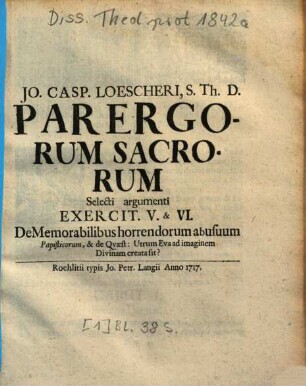 Diss. Theol. prot 1842a
JO. CASP. LOESCHERI, S. Th. D.
PARERGO-
RUM SACRO-
RUM
Selecti argumenti
EXERCIT. V. & VI.
De Memorabilibus horrendorum abusuum
Papisticorum, & de Quæst: Utrum Eva ad imaginem
Divinam creata sit?
Rochlitii typis Jo. Petr. Langii Anno 1717.
[1] Bl. 38 S.